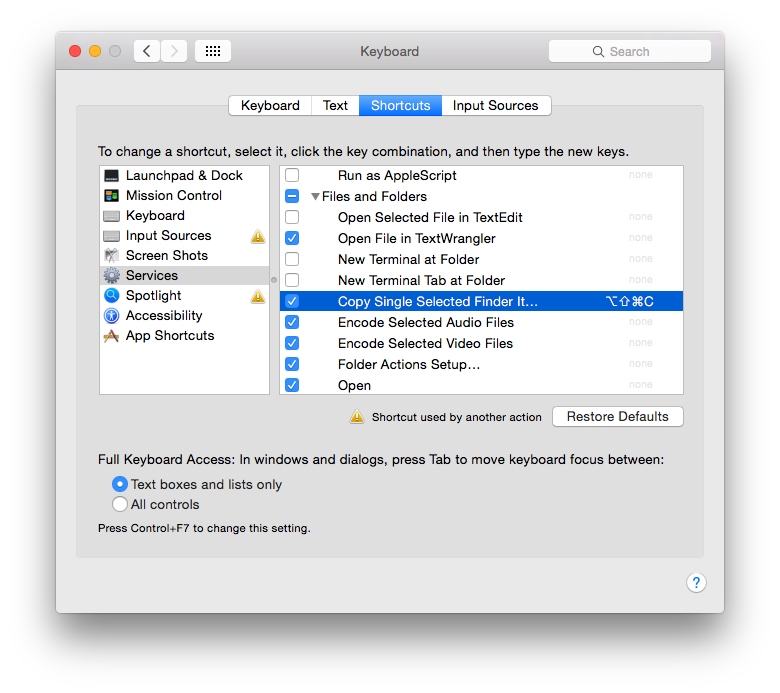 Keyboard
Search
Keyboard
Text
Shortcuts
Input Sources
To change a shortcut, select it, click the key combination, and then type the new keys.
Launchpad & Dock
Mission Control
Keyboard
Input Sources
Screen Shots
Services
Spotlight
Accessibility
App Shortcuts
Run as AppleScript none
Files and Folders
Open Selected File in TextEdit none
Open File in TextWrangler none
New Terminal at Folder none
New Terminal Tab at Folder none
Copy Single Selected Finder It… ⌥⇧⌘C
Encode Selected Audio Files none
Encode Selected Video Files none
Folder Actions Setup… none
Open none
Shortcut used by another action
Restore Defaults
Full Keyboard Access: In windows and dialogs, press Tab to move keyboard focus between:
Text boxes and lists only
All controls
Press Control+F7 to change this setting.
?